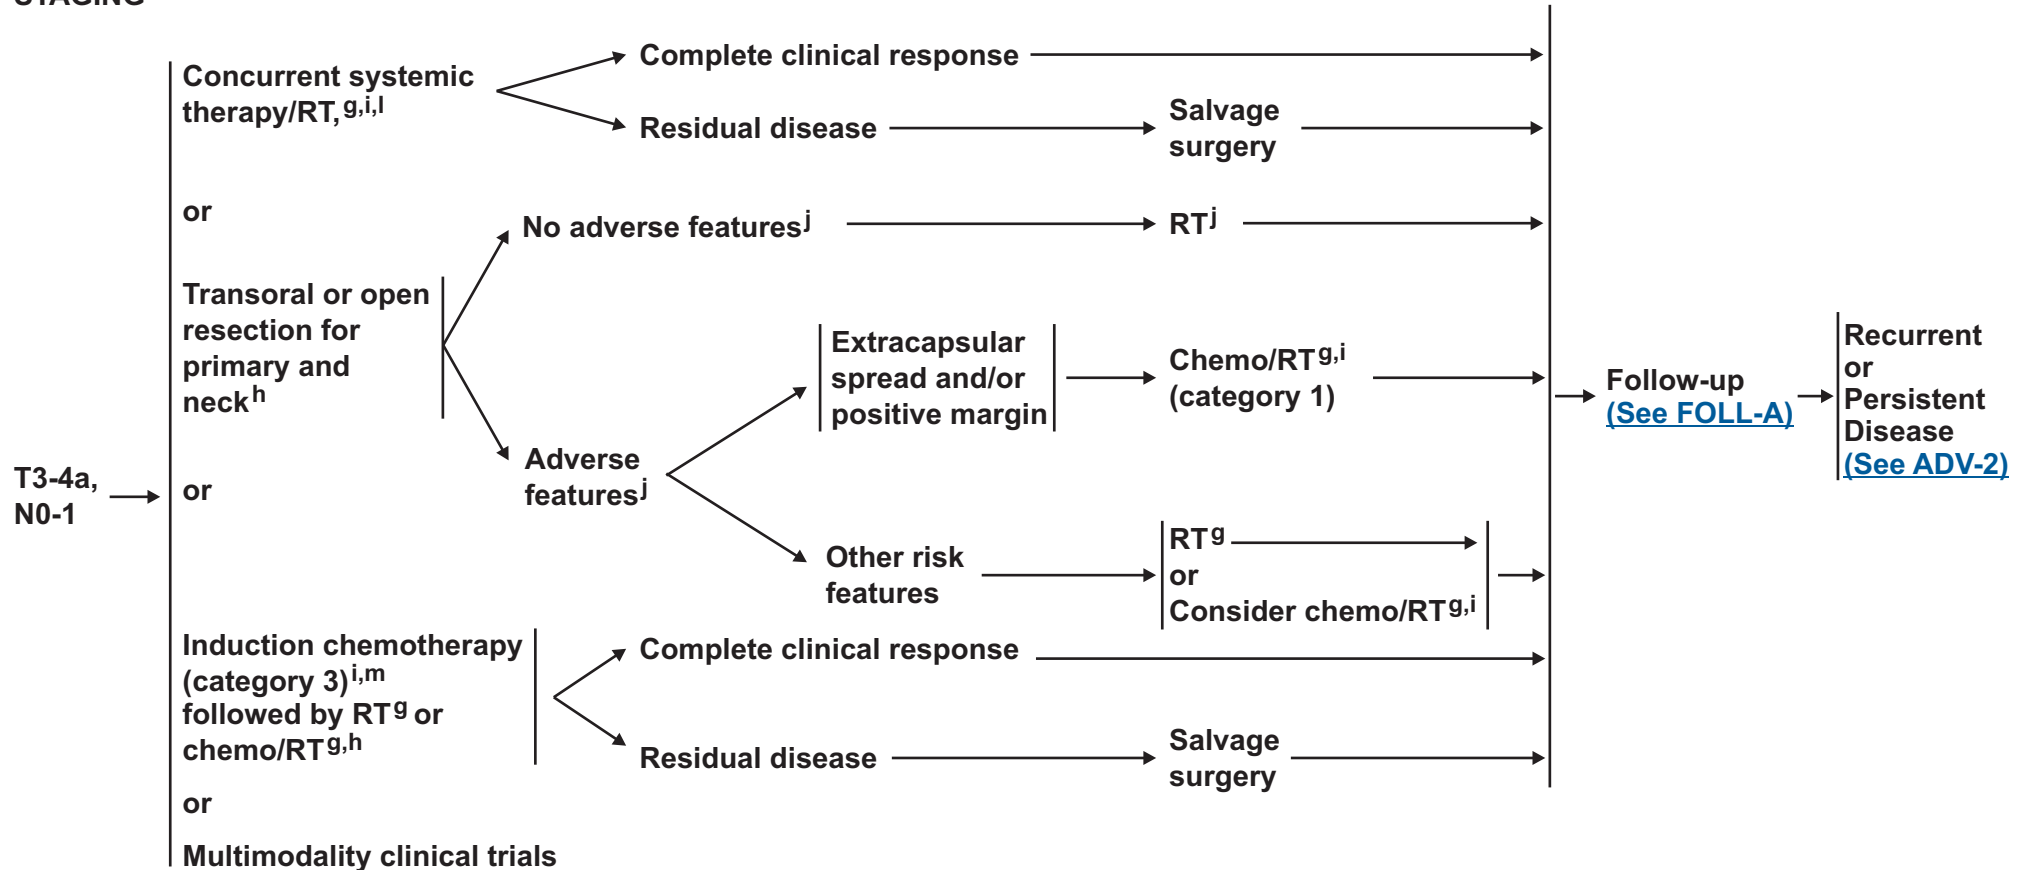 STAGING
T3-4a,
N0-1
Concurrent systemic
therapy/RT,g,i,l
Complete clinical response
Residual disease
Salvage
surgery
or
Transoral or open
resection for
primary and
neckh
No adverse featuresj
RTj
Adverse
featuresj
Extracapsular
spread and/or
positive margin
Chemo/RTg,i
(category 1)
Other risk
features
RTg
or
Consider chemo/RTg,i
or
Induction chemotherapy
(category 3)i,m
followed by RTg or
chemo/RTg,h
Complete clinical response
Residual disease
Salvage
surgery
or
Multimodality clinical trials
Follow-up
(See FOLL-A)
Recurrent
or
Persistent
Disease
(See ADV-2)